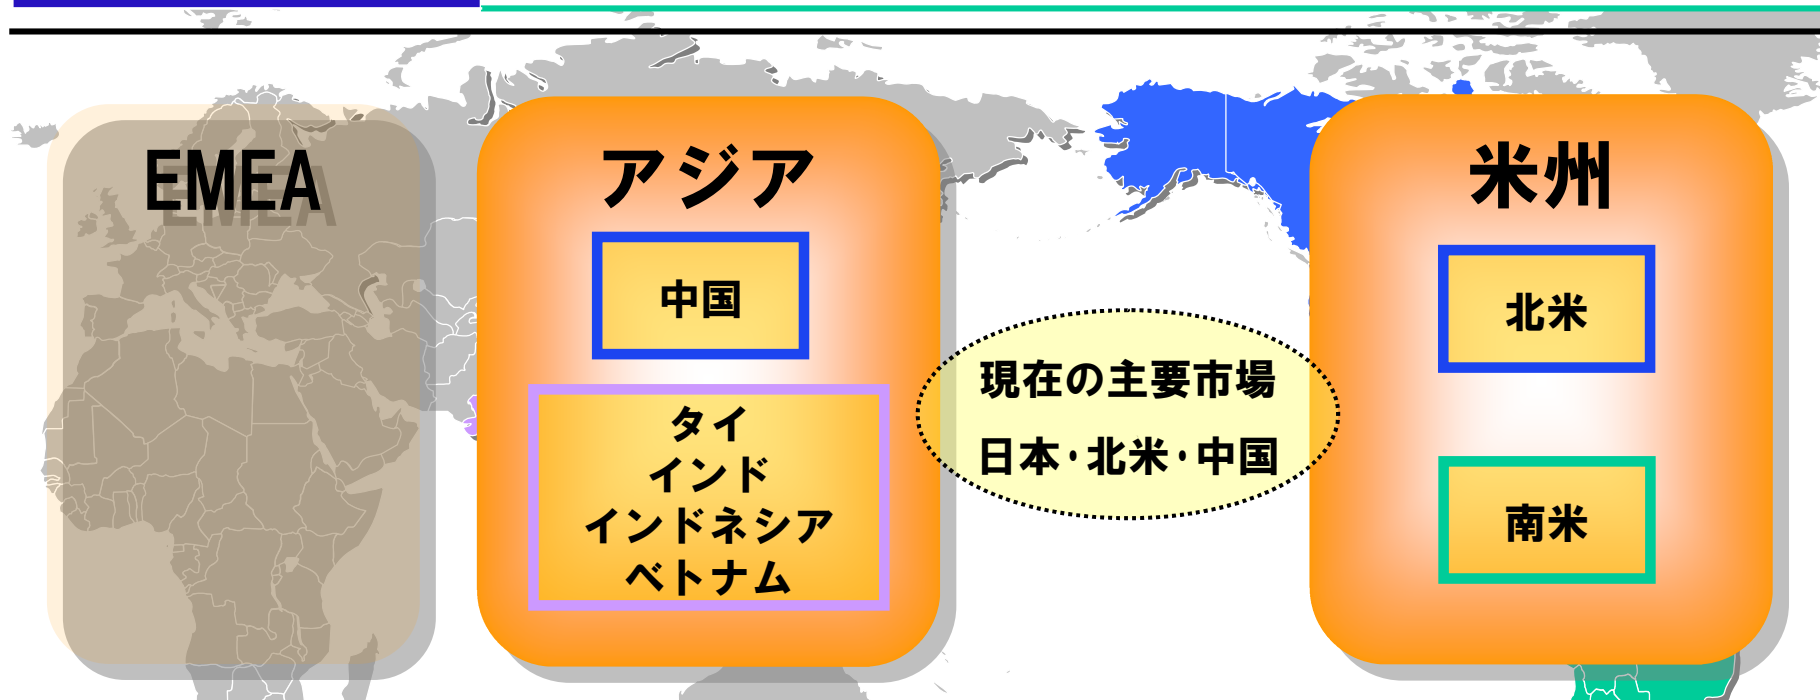 EMEA
アジア
中国
タイ
インド
インドネシア
ベトナム
現在の主要市場
日本・北米・中国
米州
北米
南米